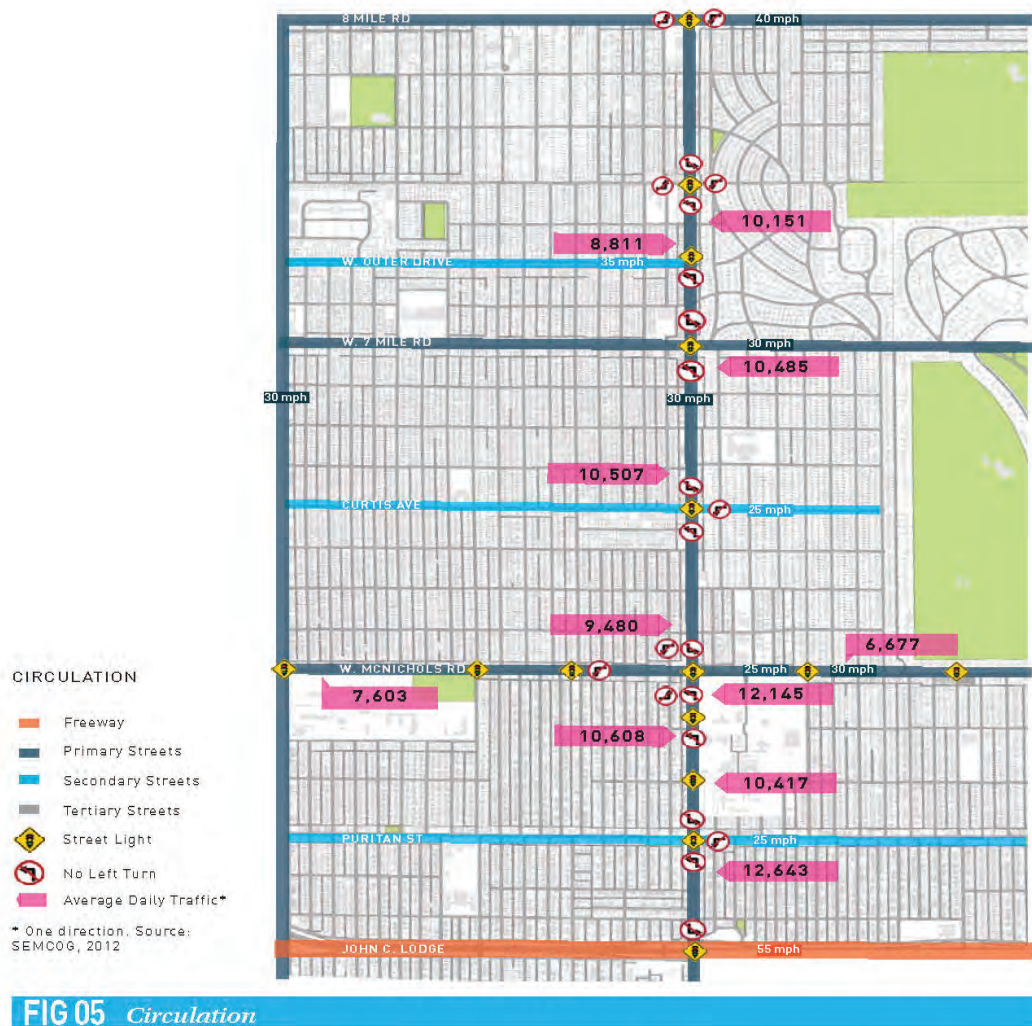 8 MILE RD
40 mph
10,151
8,811
W. OUTER DRIVE
35 mph
W. 7 MILE RD
30 mph
10,485
30 mph
30 mph
10,507
CURTIS AVE
25 mph
9,480
6,677
W. MCNICHOLS RD
25 mph
30 mph
7,603
12,145
10,608
10,417
PURITAN ST
25 mph
12,643
JOHN C. LODGE
55 mph
CIRCULATION
Freeway
Primary Streets
Secondary Streets
Tertiary Streets
Street Light
No Left Turn
Average Daily Traffic*
* One direction. Source:
SEMCOG, 2012
FIG 05 Circulation